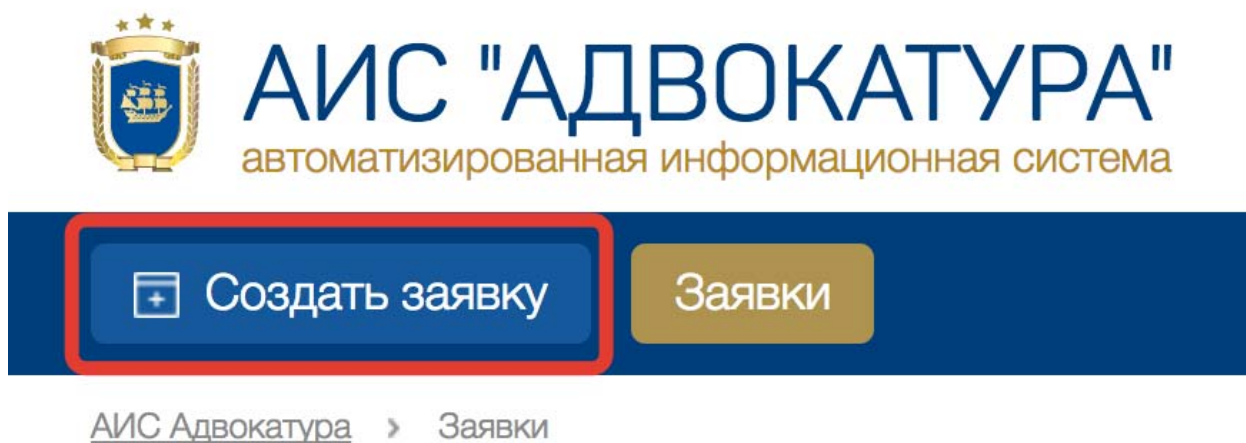 АИС "АДВОКАТУРА"
автоматизированная информационная система
Создать заявку
Заявки
АИС Адвокатура > Заявки